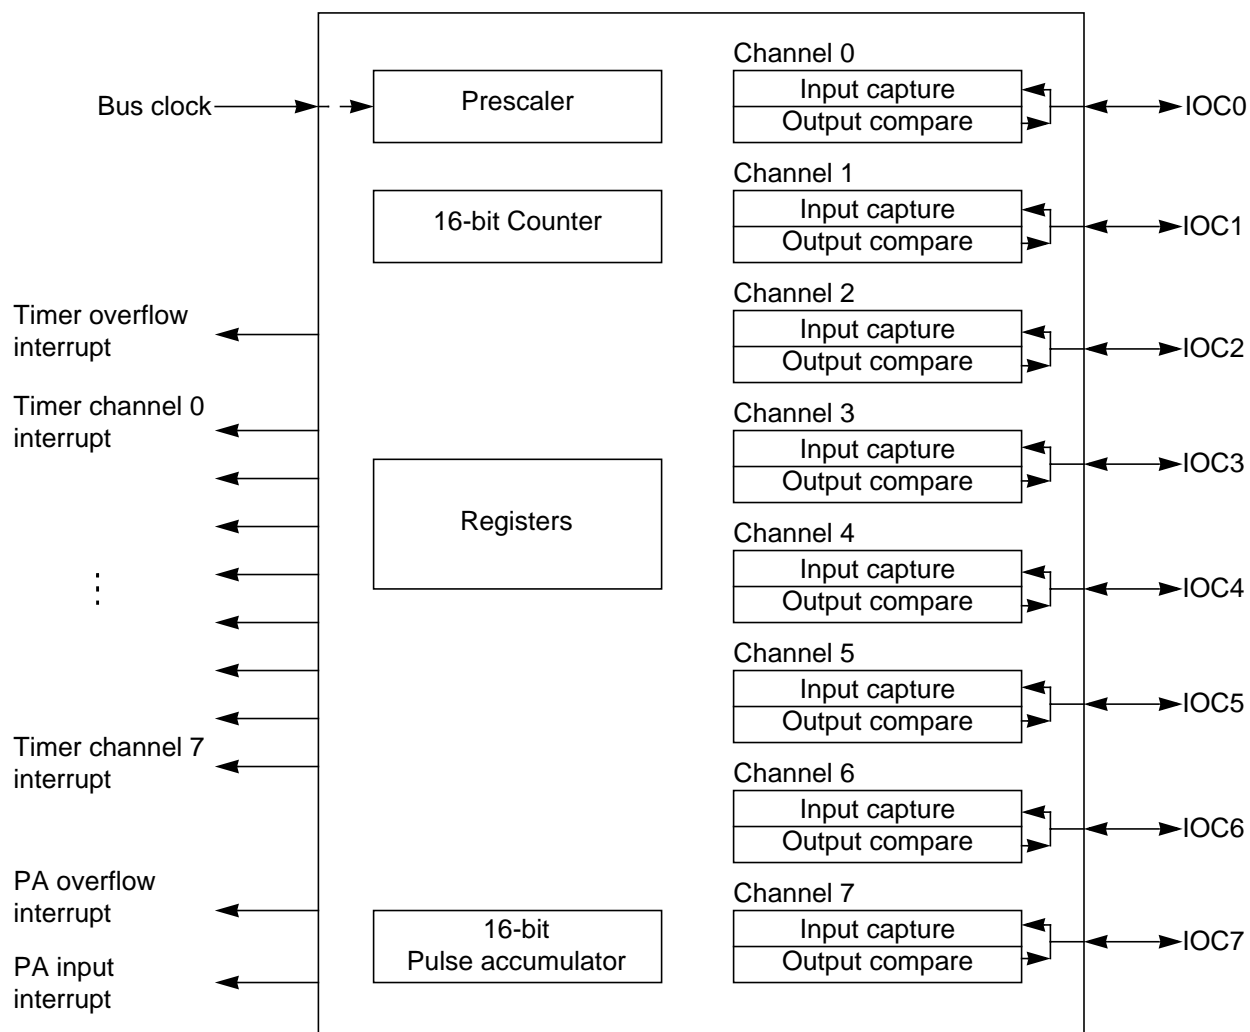 Bus clock
Timer overflow
interrupt
Timer channel 0
interrupt
Timer channel 7
interrupt
PA overflow
interrupt
PA input
interrupt
Prescaler
16-bit Counter
Registers
16-bit
Pulse accumulator
Channel 0
Input capture
Output compare
IOC0
Channel 1
Input capture
Output compare
IOC1
Channel 2
Input capture
Output compare
IOC2
Channel 3
Input capture
Output compare
IOC3
Channel 4
Input capture
Output compare
IOC4
Channel 5
Input capture
Output compare
IOC5
Channel 6
Input capture
Output compare
IOC6
Channel 7
Input capture
Output compare
IOC7